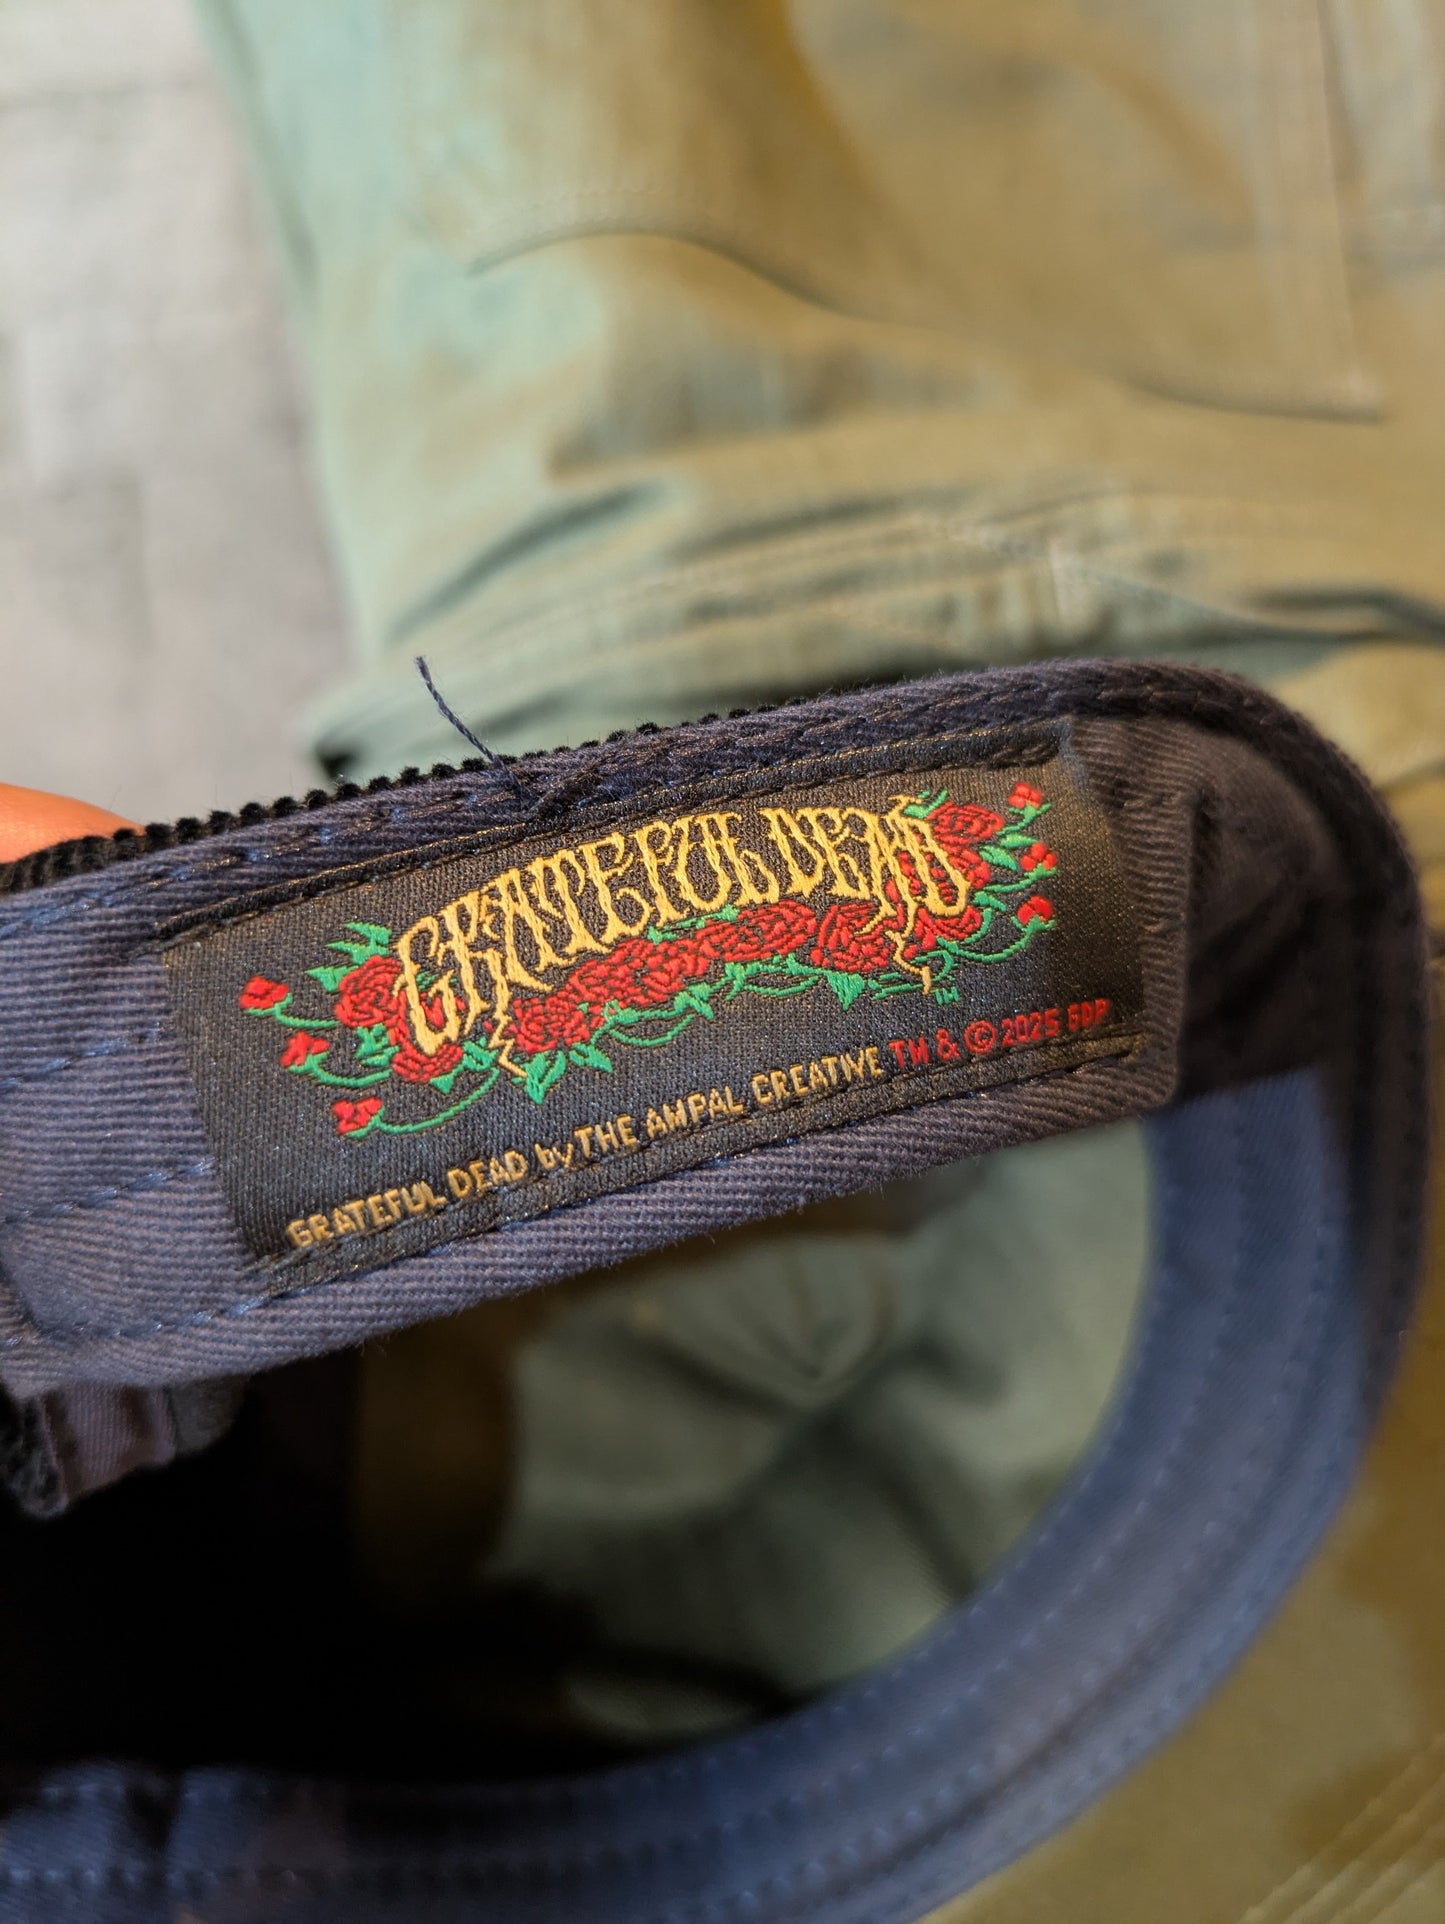 GRATEFUL DEAD
TM
GRATEFUL DEAD by THE AMPAL CREATIVE TM & © 2025 GDP